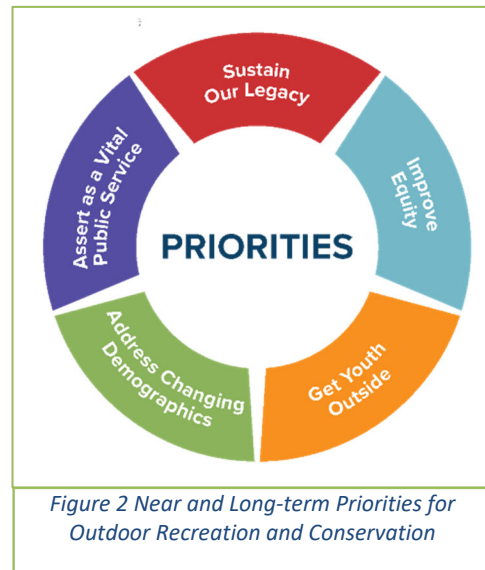 Sustain
Our Legacy
Improve
Equity
Get Youth
Outside
Address Changing
Demographics
Assert as a Vital
Public Service
PRIORITIES
Figure 2 Near and Long-term Priorities for
Outdoor Recreation and Conservation